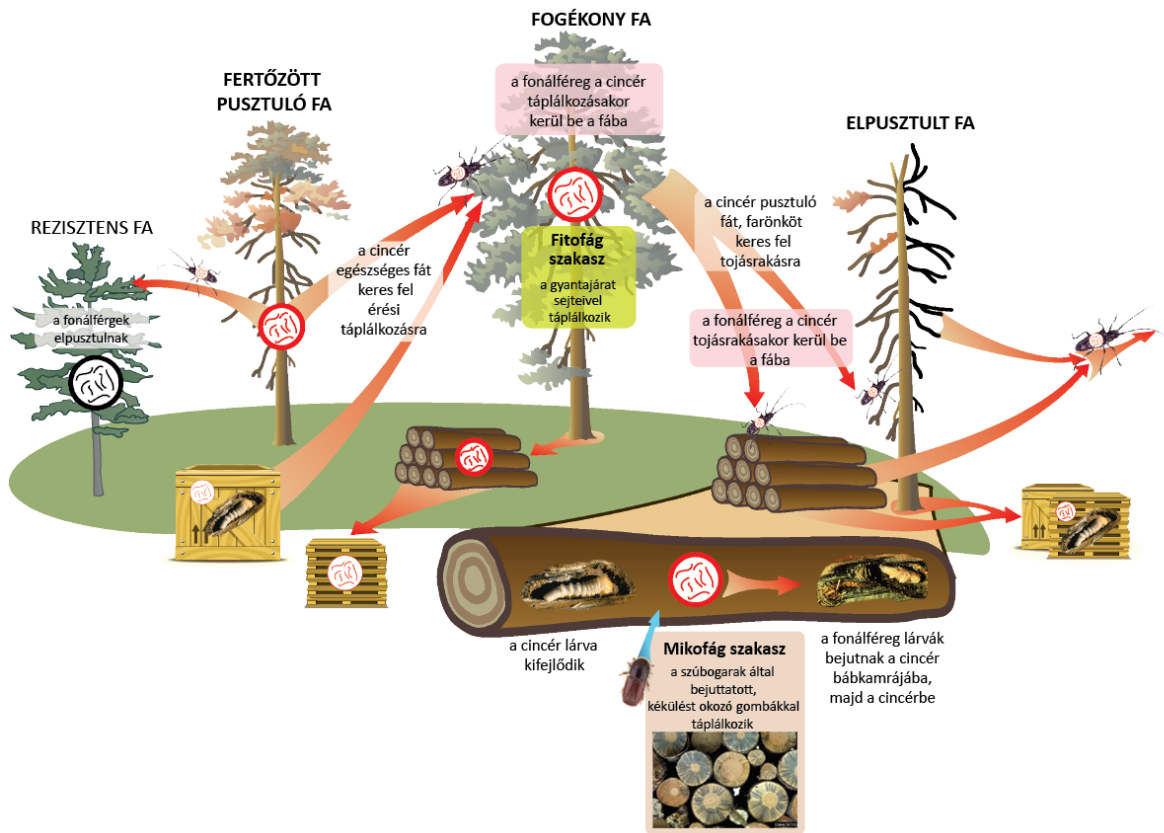 FOGÉKONY FA
a fonálféreg a cincér
táplálkozásakor
kerül be a fába
FERTŐZÖTT
PUSZTULÓ FA
ELPUSZTULT FA
REZISZTENS FA
a fonálférgek
elpusztulnak
a cincér
egészséges fát
keres fel
érési
táplálkozásra
Fitofág
szakasz
a gyantajárat
sejteivel
táplálkozik
a cincér pusztuló
fát, farönköt
keres fel
tojásrakásra
a fonálféreg a cincér
tojásrakásakor kerül be
a fába
a cincér lárva
kifejlődik
Mikofág szakasz
a szúbogarak által
bejuttatott,
kékülést okozó gombákkal
táplálkozik
a fonálféreg lárvák
bejutnak a cincér
bábkamrájába,
majd a cincérbe